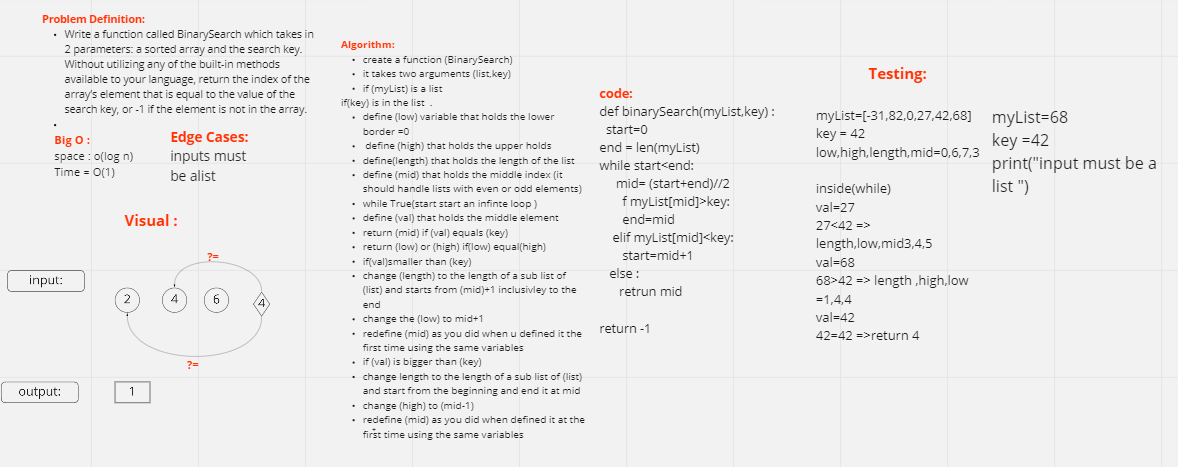 Problem Definition:
• Write a function called BinarySearch which takes in
2 parameters: a sorted array and the search key.
Without utilizing any of the built-in methods
available to your language, return the index of the
array's element that is equal to the value of the
search key, or -1 if the element is not in the array.
•
Big O :
space : o(log n)
Time = O(1)
Edge Cases:
inputs must
be alist
Visual :
?=
input:
2
4
6
4
?=
output:
1
Algorithm:
• create a function (BinarySearch)
• it takes two arguments (list,key)
• if (myList) is a list
if(key) is in the list .
• define (low) variable that holds the lower
border =0
• define (high) that holds the upper holds
• define(length) that holds the length of the list
• define (mid) that holds the middle index (it
should handle lists with even or odd elements)
• while True(start start an infinte loop )
• define (val) that holds the middle element
• return (mid) if (val) equals (key)
• return (low) or (high) if(low) equal(high)
• if(val)smaller than (key)
• change (length) to the length of a sub list of
(list) and starts from (mid)+1 inclusivley to the
end
• change the (low) to mid+1
• redefine (mid) as you did when u defined it the
first time using the same variables
• if (val) is bigger than (key)
• change length to the length of a sub list of (list)
and start from the beginning and end it at mid
• change (high) to (mid-1)
• redefine (mid) as you did when defined it at the
first time using the same variables
code:
def binarySearch(myList,key) :
start=0
end = len(myList)
while start<end:
mid= (start+end)//2
f myList[mid]>key:
end=mid
elif myList[mid]<key:
start=mid+1
else :
retrun mid
return -1
Testing:
myList=[-31,82,0,27,42,68]
key = 42
low,high,length,mid=0,6,7,3
inside(while)
val=27
27<42 =>
length,low,mid3,4,5
val=68
68>42 => length ,high,low
=1,4,4
val=42
42=42 =>return 4
myList=68
key =42
print("input must be a
list ")